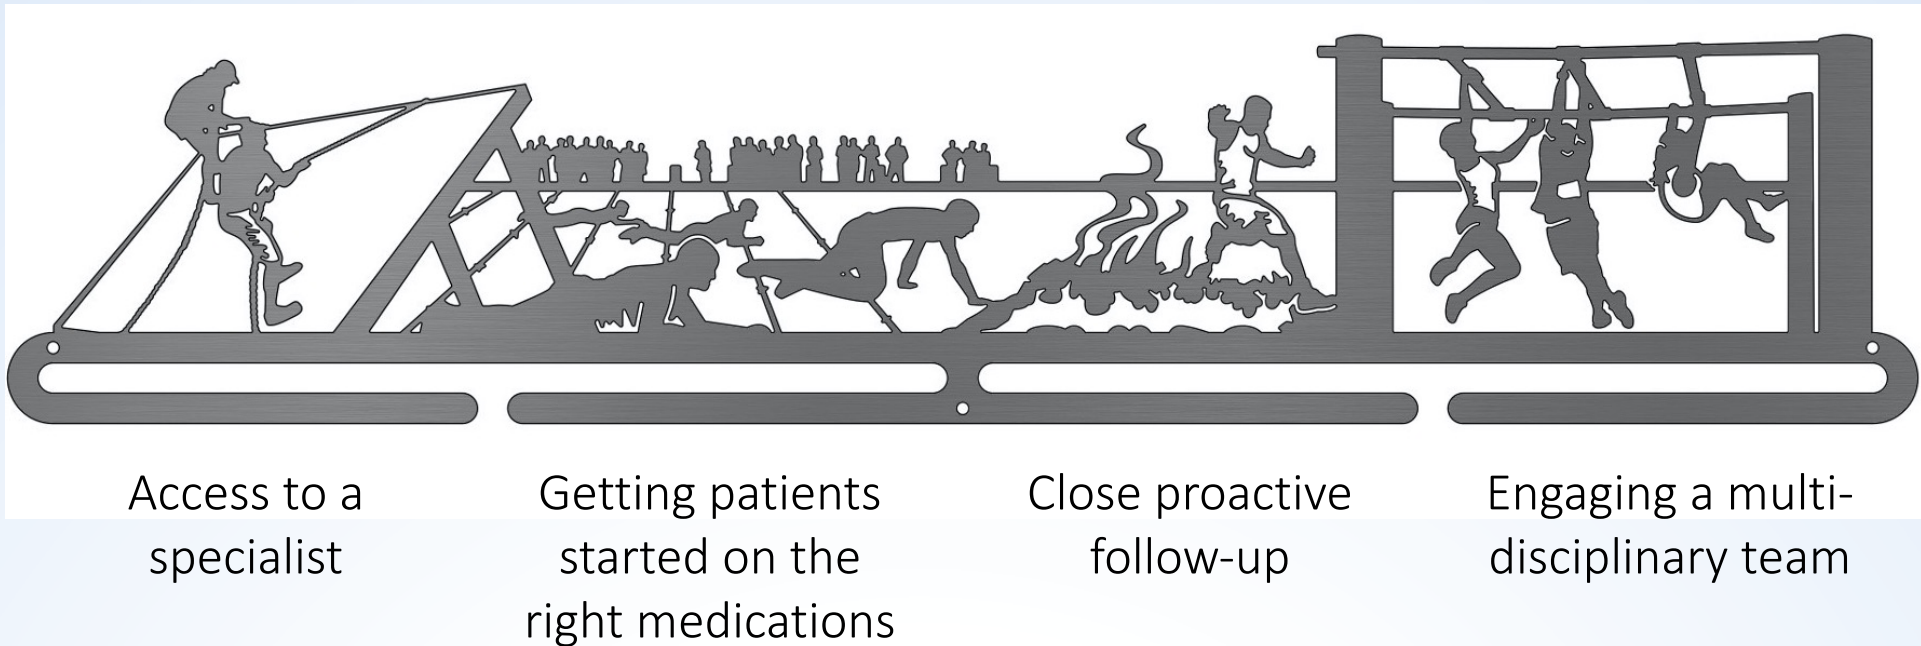 Access to a
specialist
Getting patients
started on the
right medications
Close proactive
follow-up
Engaging a multi-
disciplinary team